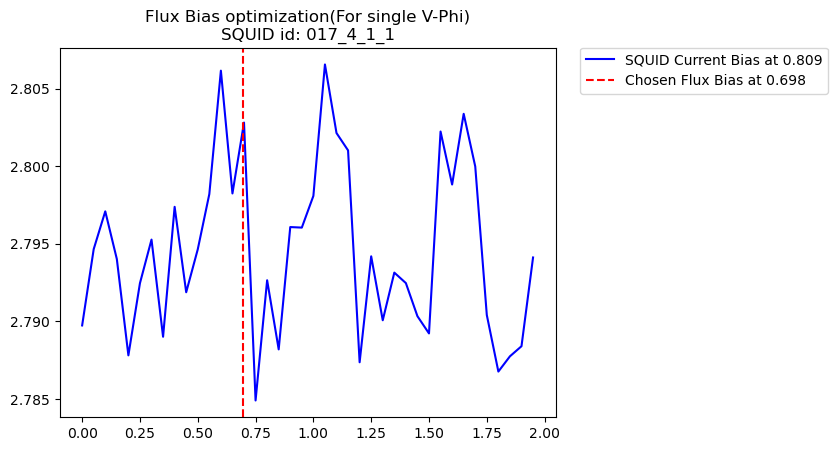 Flux Bias optimization(For single V-Phi)
SQUID id: 017_4_1_1
SQUID Current Bias at 0.809
Chosen Flux Bias at 0.698
2.805
2.800
2.795
2.790
2.785
0.00 0.25 0.50 0.75 1.00 1.25 1.50 1.75 2.00